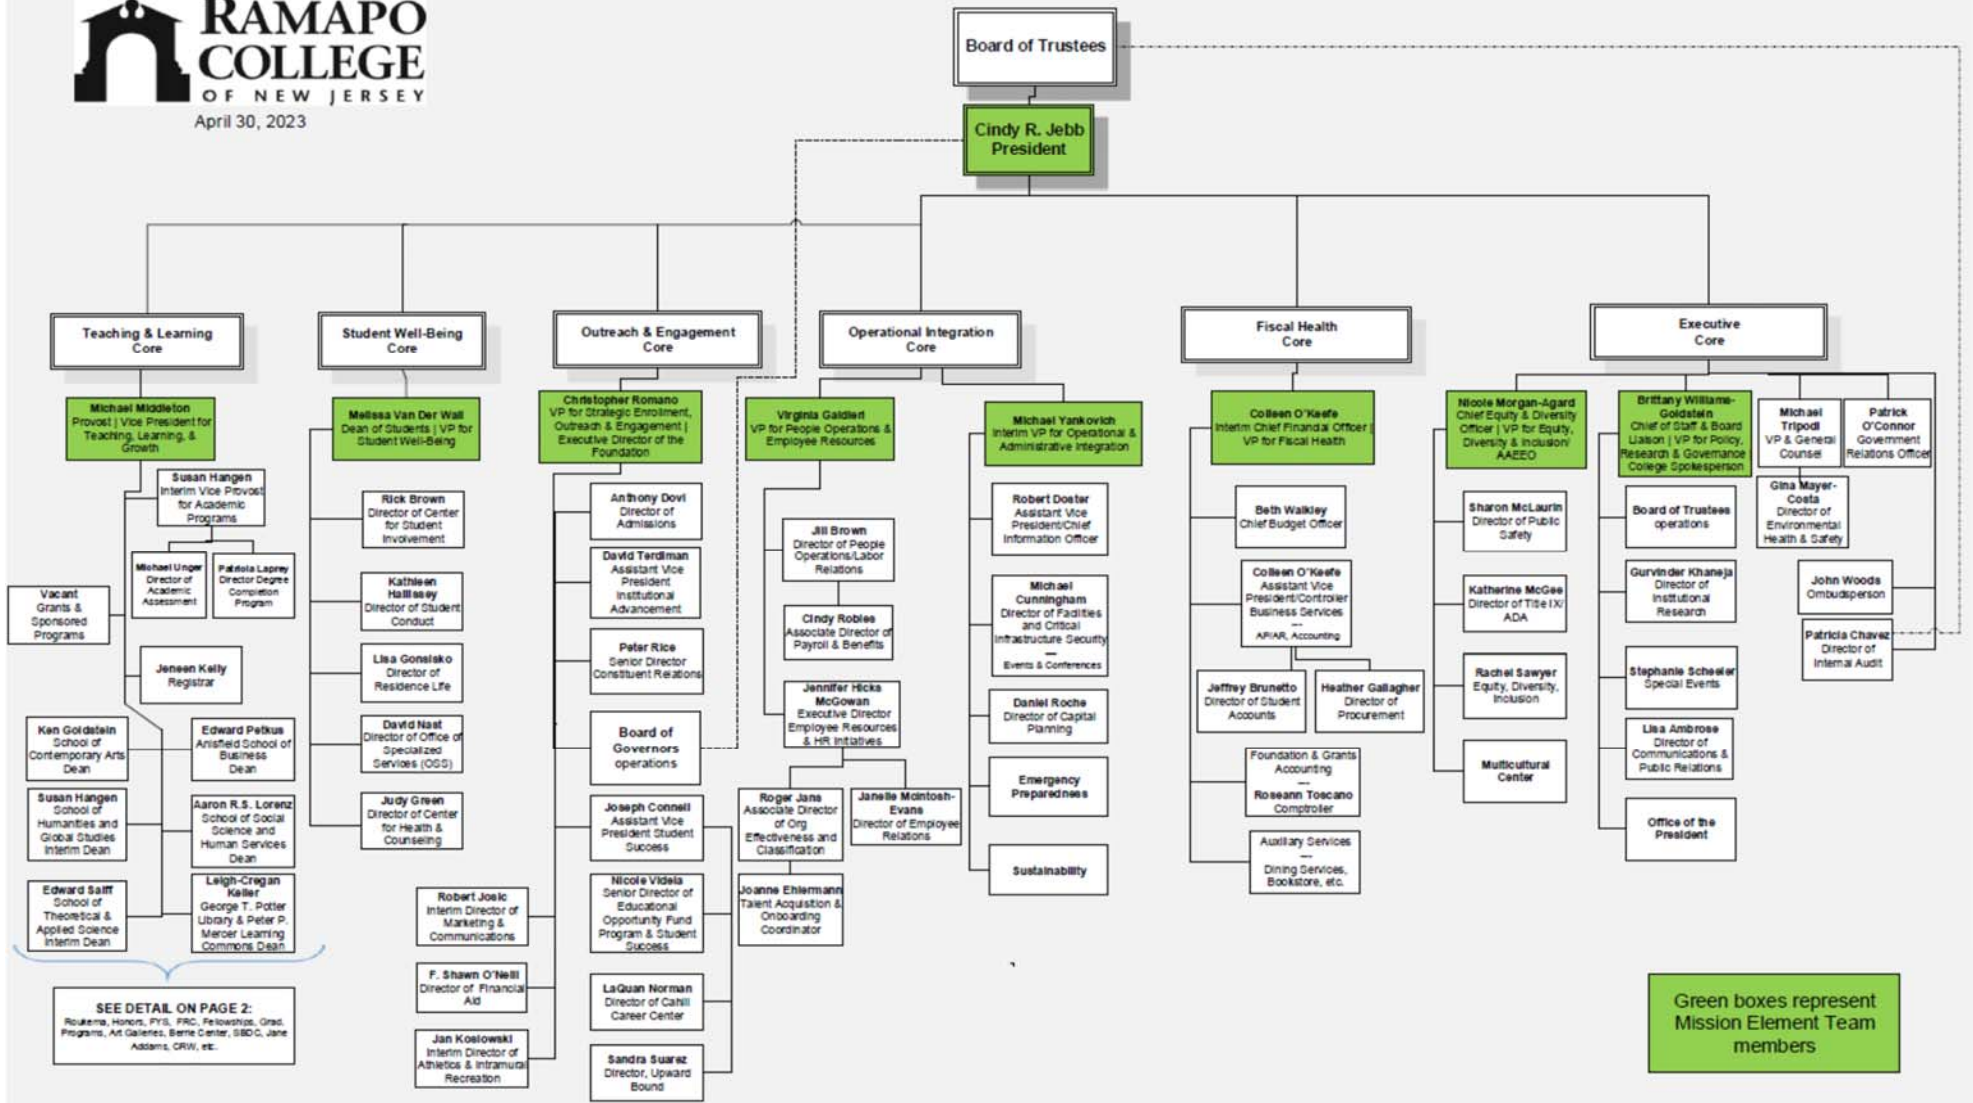 RAMAPO
COLLEGE
OF NEW JERSEY
April 30, 2023
Board of Trustees
Cindy R. Jebb
President
Teaching & Learning
Core
Student Well-Being
Core
Outreach & Engagement
Core
Operational Integration
Core
Fiscal Health
Core
Executive
Core
Michael Middleton
Provost | Vice President for
Teaching, Learning, &
Growth
Susan Hangen
Interim Vice Provost
for Academic
Programs
Michael Unger
Director of
Academic
Assessment
Patricia Laprey
Director Degree
Completion
Program
Vacant
Grants &
Sponsored
Programs
Jeneen Kelly
Registrar
Ken Goldstein
School of
Contemporary Arts
Dean
Edward Petkus
Anisfield School of
Business
Dean
Susan Hangen
School of
Humanities and
Global Studies
Interim Dean
Aaron R.S. Lorenz
School of Social
Science and
Human Services
Dean
Edward Saiff
School of
Theoretical &
Applied Science
Interim Dean
Leigh-Cregan
Keller
George T. Potter
Library & Peter P.
Mercer Learning
Commons Dean
SEE DETAIL ON PAGE 2:
Roukema, Honors, FYS, FRC, Fellowships, Grad.
Programs, Art Galleries, Berrie Center, SBDC, Jane
Addams, CRW, etc.
Melissa Van Der Wall
Dean of Students | VP for
Student Well-Being
Rick Brown
Director of Center
for Student
Involvement
Kathleen
Hallissey
Director of Student
Conduct
Lisa Gonsisko
Director of
Residence Life
David Nast
Director of Office of
Specialized
Services (OSS)
Judy Green
Director of Center
for Health &
Counseling
Christopher Romano
VP for Strategic Enrollment,
Outreach & Engagement |
Executive Director of the
Foundation
Anthony Dovi
Director of
Admissions
David Terdiman
Assistant Vice
President
Institutional
Advancement
Peter Rice
Senior Director
Constituent Relations
Board of
Governors
operations
Joseph Connell
Assistant Vice
President Student
Success
Nicole Videla
Senior Director of
Educational
Opportunity Fund
Program & Student
Success
LaQuan Norman
Director of Cahill
Career Center
Sandra Suarez
Director, Upward
Bound
Robert Josic
Interim Director of
Marketing &
Communications
F. Shawn O'Neill
Director of Financial
Aid
Jan Koslowski
Interim Director of
Athletics & Intramural
Recreation
Virginia Galdieri
VP for People Operations &
Employee Resources
Jill Brown
Director of People
Operations/Labor
Relations
Cindy Robles
Associate Director of
Payroll & Benefits
Jennifer Hicks
McGowan
Executive Director
Employee Resources
& HR Initiatives
Roger Jans
Associate Director
of Org
Effectiveness and
Classification
Janelle McIntosh-
Evans
Director of Employee
Relations
Joanne Ehlermann
Talent Acquisition &
Onboarding
Coordinator
Michael Yankovich
Interim VP for Operational &
Administrative Integration
Robert Doster
Assistant Vice
President/Chief
Information Officer
Michael
Cunningham
Director of Facilities
and Critical
Infrastructure Security
—
Events & Conferences
Daniel Roche
Director of Capital
Planning
Emergency
Preparedness
Sustainability
Colleen O'Keefe
Interim Chief Financial Officer |
VP for Fiscal Health
Beth Walkley
Chief Budget Officer
Colleen O'Keefe
Assistant Vice
President/Controller
Business Services
—
AP/AR, Accounting
Jeffrey Brunetto
Director of Student
Accounts
Heather Gallagher
Director of
Procurement
Foundation & Grants
Accounting
—
Roseann Toscano
Comptroller
Auxiliary Services
—
Dining Services,
Bookstore, etc.
Nicole Morgan-Agard
Chief Equity & Diversity
Officer | VP for Equity,
Diversity & Inclusion/
AAEEO
Sharon McLaurin
Director of Public
Safety
Katherine McGee
Director of Title IX/
ADA
Rachel Sawyer
Equity, Diversity,
Inclusion
Multicultural
Center
Brittany Williams-
Goldstein
Chief of Staff & Board
Liaison | VP for Policy,
Research & Governance
College Spokesperson
Board of Trustees
operations
Gurvinder Khaneja
Director of
Institutional
Research
Stephanie Scheeler
Special Events
Lisa Ambrose
Director of
Communications &
Public Relations
Office of the
President
Michael
Tripodi
VP & General
Counsel
Gina Mayer-
Costa
Director of
Environmental
Health & Safety
Patrick
O'Connor
Government
Relations Officer
John Woods
Ombudsperson
Patricia Chavez
Director of
Internal Audit
Green boxes represent
Mission Element Team
members